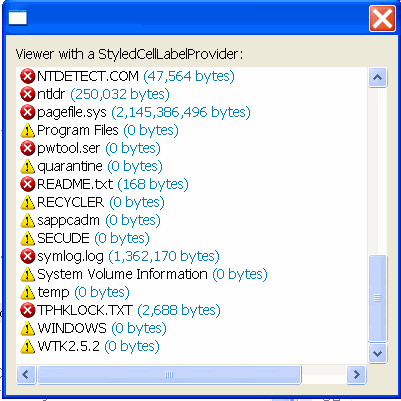 Viewer with a StyledCellLabelProvider:
NTDETECT.COM (47,564 bytes)
ntldr (250,032 bytes)
pagefile.sys (2,145,386,496 bytes)
Program Files (0 bytes)
pwtool.ser (0 bytes)
quarantine (0 bytes)
README.txt (168 bytes)
RECYCLER (0 bytes)
sappcadm (0 bytes)
SECUDE (0 bytes)
symlog.log (1,362,170 bytes)
System Volume Information (0 bytes)
temp (0 bytes)
TPHKLOCK.TXT (2,688 bytes)
WINDOWS (0 bytes)
WTK2.5.2 (0 bytes)